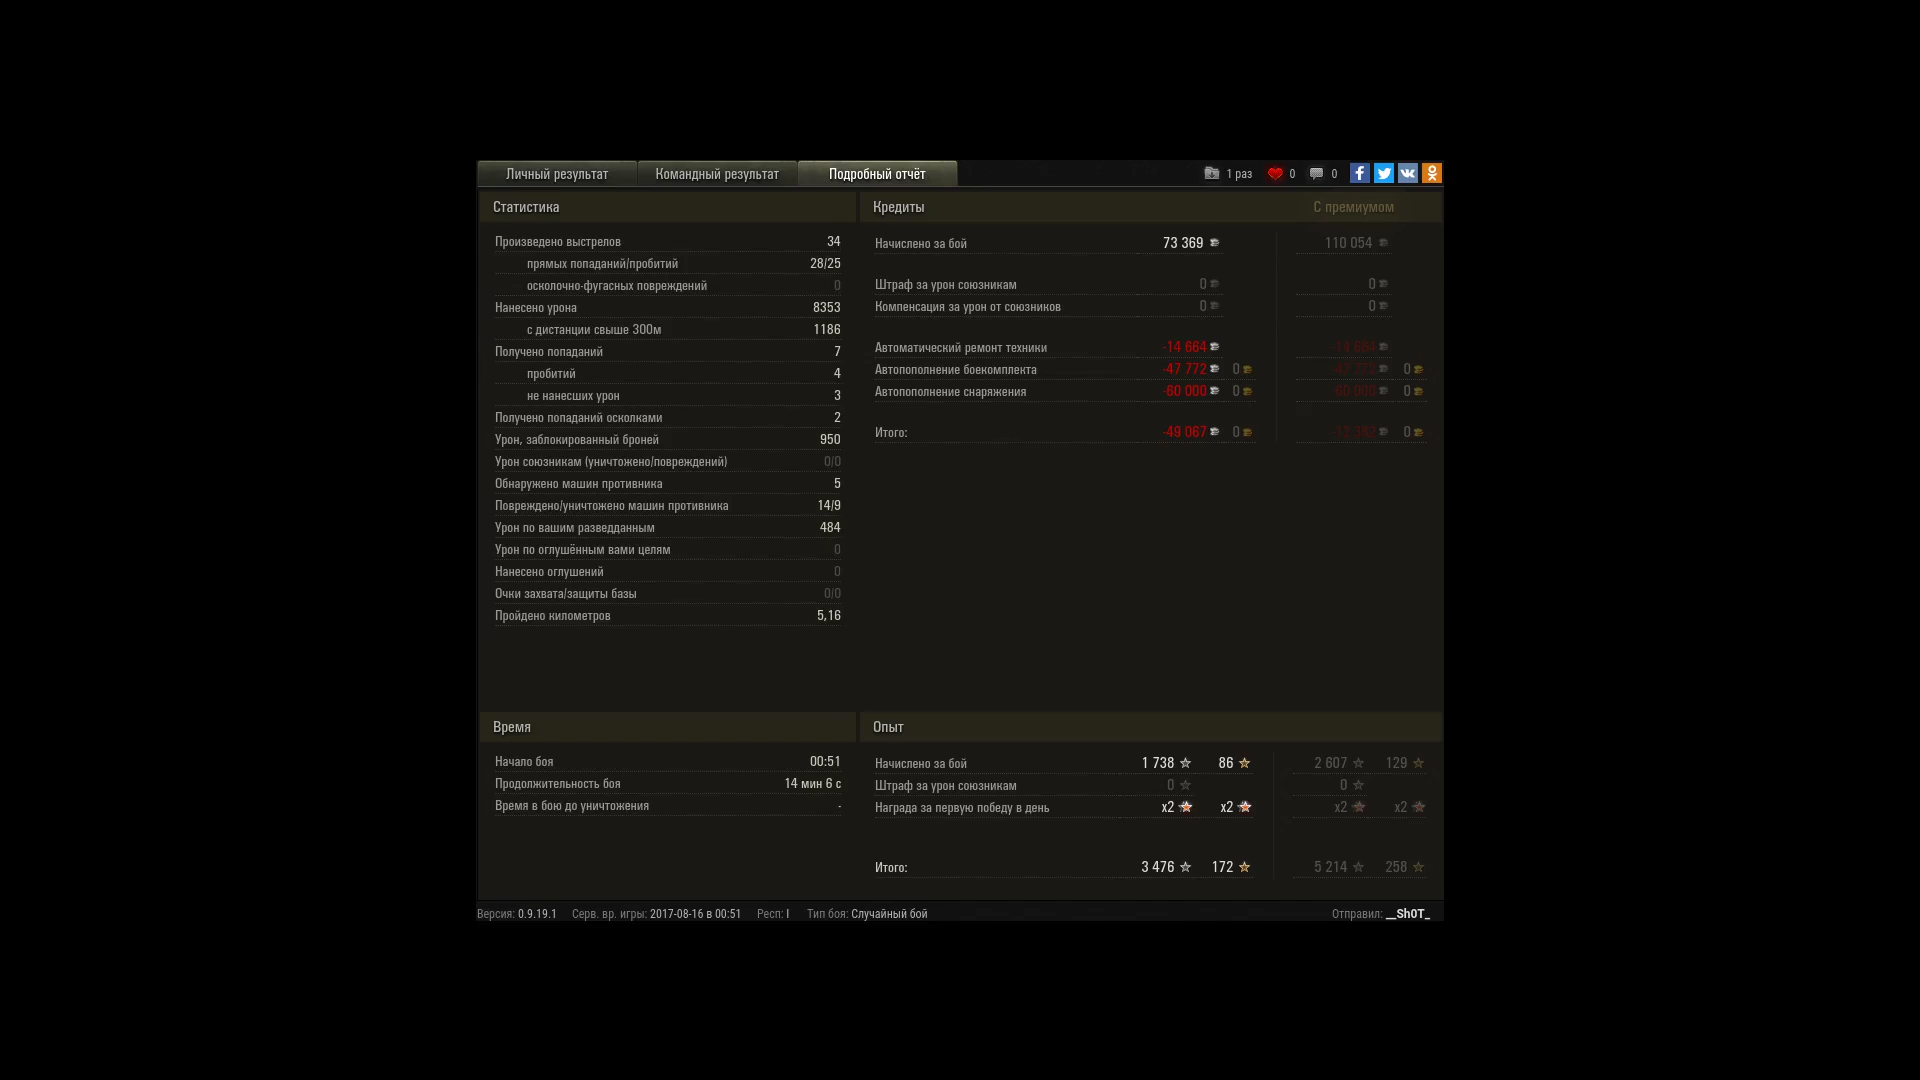 Личный результат Командный результат Подробный отчёт 1 раз 0 0
Статистика
Произведено выстрелов 34
прямых попаданий/пробитий 28/25
осколочно-фугасных повреждений 0
Нанесено урона 8353
с дистанции свыше 300м 1186
Получено попаданий 7
пробитий 4
не нанесших урон 3
Получено попаданий осколками 2
Урон, заблокированный броней 950
Урон союзникам (уничтожено/повреждений) 0/0
Обнаружено машин противника 5
Повреждено/уничтожено машин противника 14/9
Урон по вашим разведданным 484
Урон по оглушённым вами целям 0
Нанесено оглушений 0
Очки захвата/защиты базы 0/0
Пройдено километров 5,16
Кредиты С премиумом
Начислено за бой 73 369 110 054
Штраф за урон союзникам 0 0
Компенсация за урон от союзников 0 0
Автоматический ремонт техники -14 664 -14 664
Автопополнение боекомплекта -47 772 0 -47 772 0
Автопополнение снаряжения -60 000 0 -60 000 0
Итого: -49 067 0 -12 382 0
Время
Начало боя 00:51
Продолжительность боя 14 мин 6 с
Время в бою до уничтожения -
Опыт
Начислено за бой 1 738 86 2 607 129
Штраф за урон союзникам 0 0
Награда за первую победу в день x2 x2 x2 x2
Итого: 3 476 172 5 214 258
Версия: 0.9.19.1 Серв. вр. игры: 2017-08-16 в 00:51 Респ: I Тип боя: Случайный бой Отправил: __Sh0T_